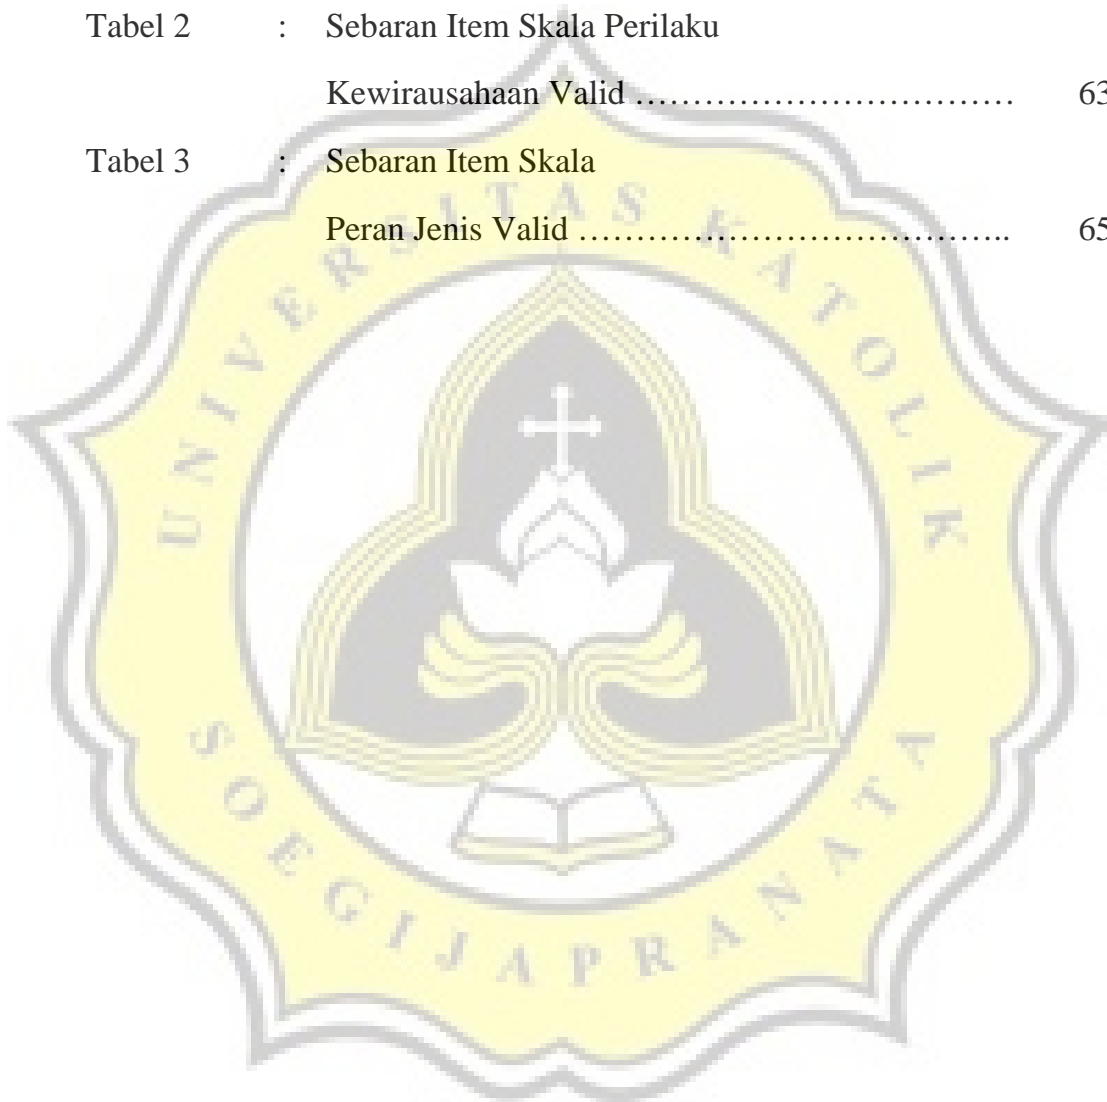 Tabel 2 : Sebaran Item Skala Perilaku
Kewirausahaan Valid …………………………… 63
Tabel 3 : Sebaran Item Skala
Peran Jenis Valid ……………………………….. 65
UNIVERSITAS KATOLIK
SOEGIJAPRANATA